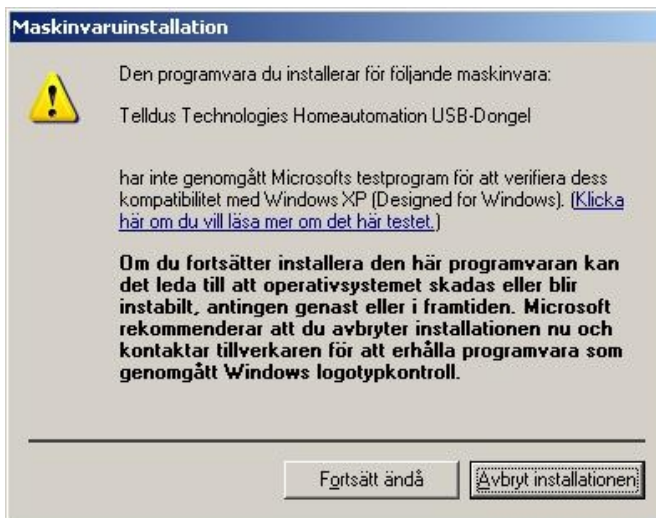 Maskinvaruinstallation
Den programvara du installerar för följande maskinvara:
Telldus Technologies Homeautomation USB-Dongel
har inte genomgått Microsofts testprogram för att verifiera dess
kompatibilitet med Windows XP (Designed for Windows). (Klicka
här om du vill läsa mer om det här testet.)
Om du fortsätter installera den här programvaran kan
det leda till att operativsystemet skadas eller blir
instabilt, antingen genast eller i framtiden. Microsoft
rekommenderar att du avbryter installationen nu och
kontaktar tillverkaren för att erhålla programvara som
genomgått Windows logotypkontroll.
Fortsätt ändå
Avbryt installationen